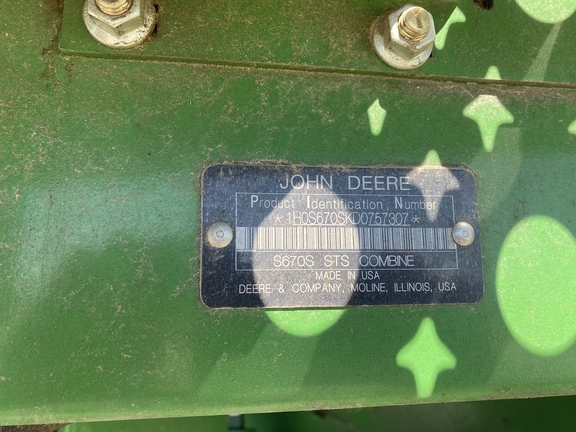 JOHN DEERE
Product Identification Number
*1H0S670SKD0757307*
S670S STS COMBINE
MADE IN USA
DEERE & COMPANY, MOLINE, ILLINOIS, USA